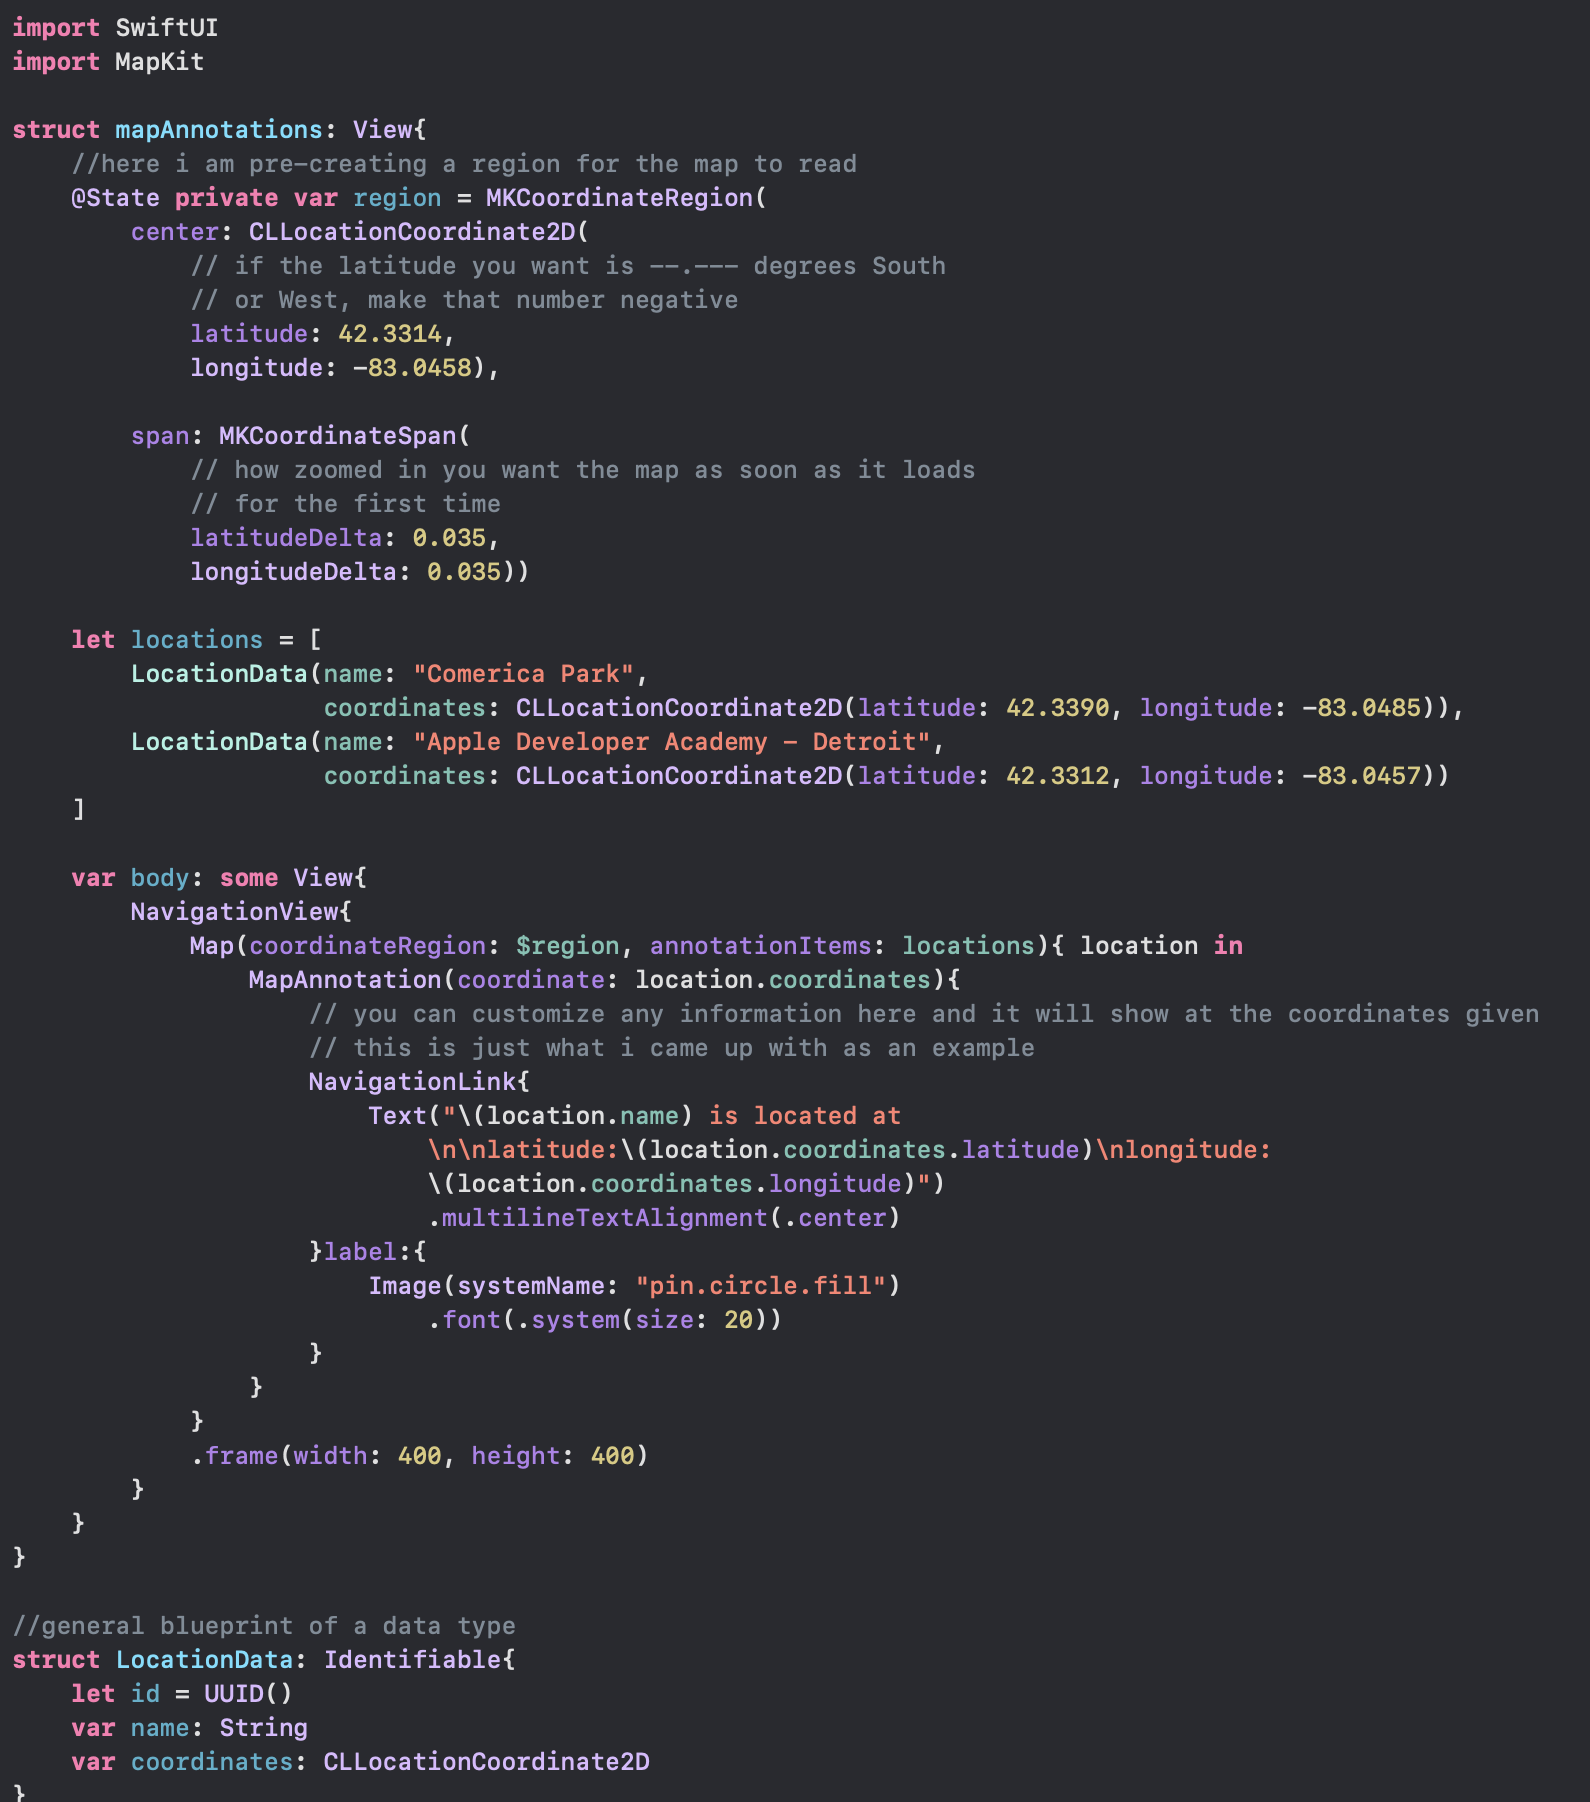 import SwiftUI
import MapKit

struct mapAnnotations: View{
    //here i am pre-creating a region for the map to read
    @State private var region = MKCoordinateRegion(
        center: CLLocationCoordinate2D(
            // if the latitude you want is --.--- degrees South
            // or West, make that number negative
            latitude: 42.3314,
            longitude: -83.0458),

        span: MKCoordinateSpan(
            // how zoomed in you want the map as soon as it loads
            // for the first time
            latitudeDelta: 0.035,
            longitudeDelta: 0.035))

    let locations = [
        LocationData(name: "Comerica Park",
                     coordinates: CLLocationCoordinate2D(latitude: 42.3390, longitude: -83.0485)),
        LocationData(name: "Apple Developer Academy - Detroit",
                     coordinates: CLLocationCoordinate2D(latitude: 42.3312, longitude: -83.0457))
    ]

    var body: some View{
        NavigationView{
            Map(coordinateRegion: $region, annotationItems: locations){ location in
                MapAnnotation(coordinate: location.coordinates){
                    // you can customize any information here and it will show at the coordinates given
                    // this is just what i came up with as an example
                    NavigationLink{
                        Text("\(location.name) is located at
                            \n\nlatitude:\(location.coordinates.latitude)\nlongitude:
                            \(location.coordinates.longitude)")
                            .multilineTextAlignment(.center)
                    }label:{
                        Image(systemName: "pin.circle.fill")
                            .font(.system(size: 20))
                    }
                }
            }
            .frame(width: 400, height: 400)
        }
    }
}

//general blueprint of a data type
struct LocationData: Identifiable{
    let id = UUID()
    var name: String
    var coordinates: CLLocationCoordinate2D
}